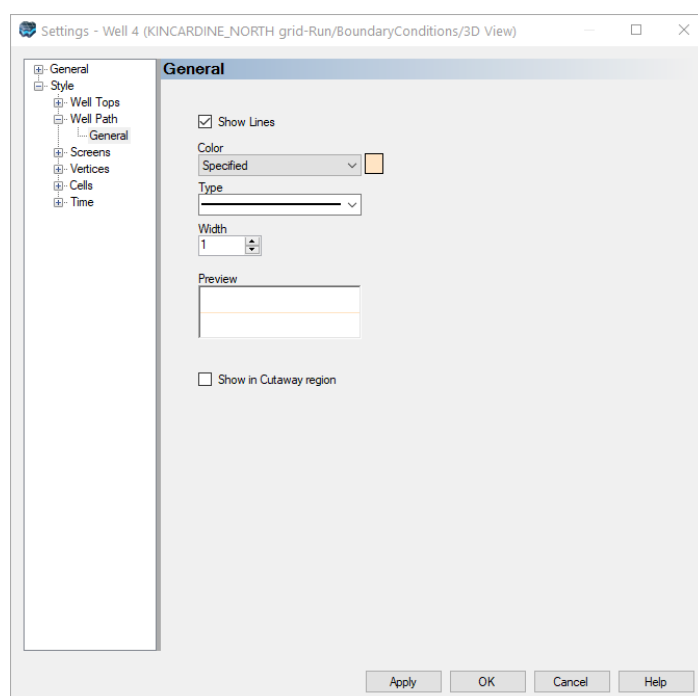 Settings - Well 4 (KINCARDINE_NORTH grid-Run/BoundaryConditions/3D View)
General
Style
Well Tops
Well Path
General
Screens
Vertices
Cells
Time
General
Show Lines
Color
Specified
Type
Width
1
Preview
Show in Cutaway region
Apply OK Cancel Help